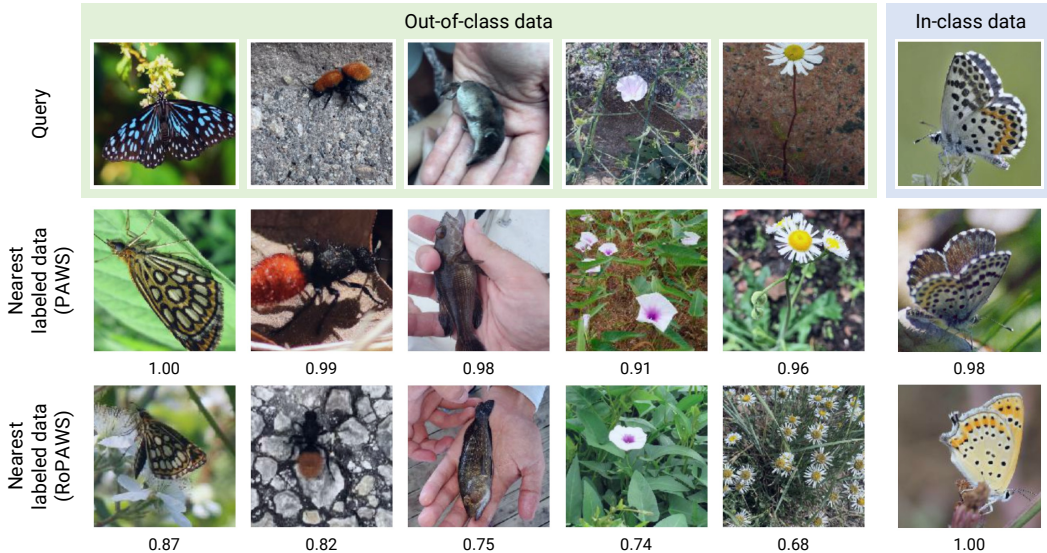 Out-of-class data
In-class data
Query
Nearest
labeled data
(PAWS)
1.00
0.99
0.98
0.91
0.96
0.98
Nearest
labeled data
(RoPAWS)
0.87
0.82
0.75
0.74
0.68
1.00